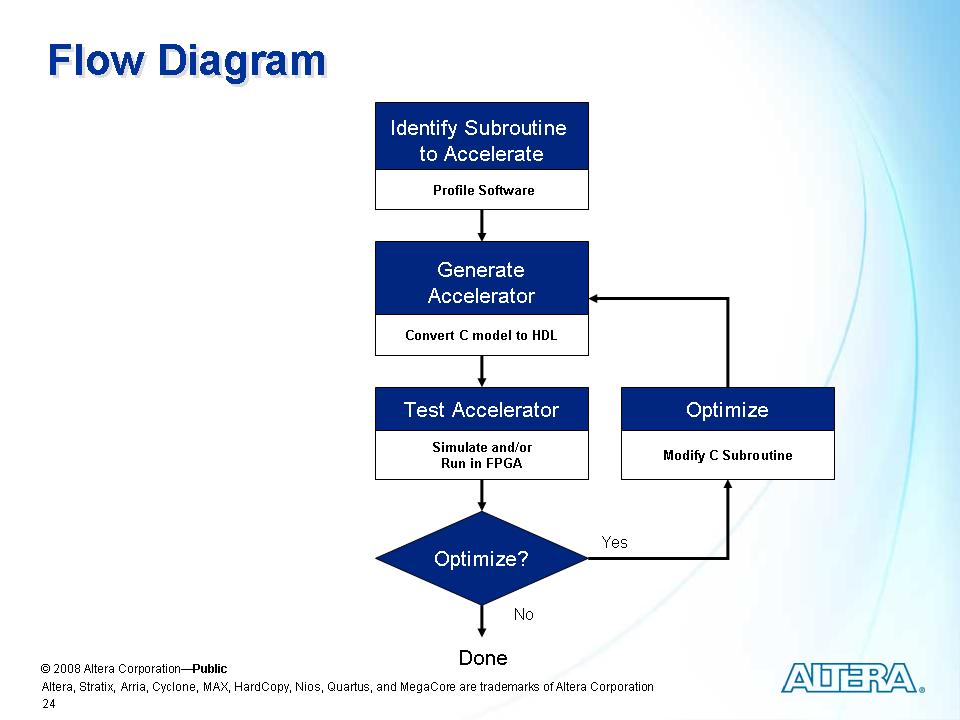 Flow Diagram
Identify Subroutine
to Accelerate
Profile Software
Generate
Accelerator
Convert C model to HDL
Test Accelerator
Simulate and/or
Run in FPGA
Optimize
Modify C Subroutine
Optimize?
Yes
No
Done
© 2008 Altera Corporation—Public
Altera, Stratix, Arria, Cyclone, MAX, HardCopy, Nios, Quartus, and MegaCore are trademarks of Altera Corporation
24
ALTERA®